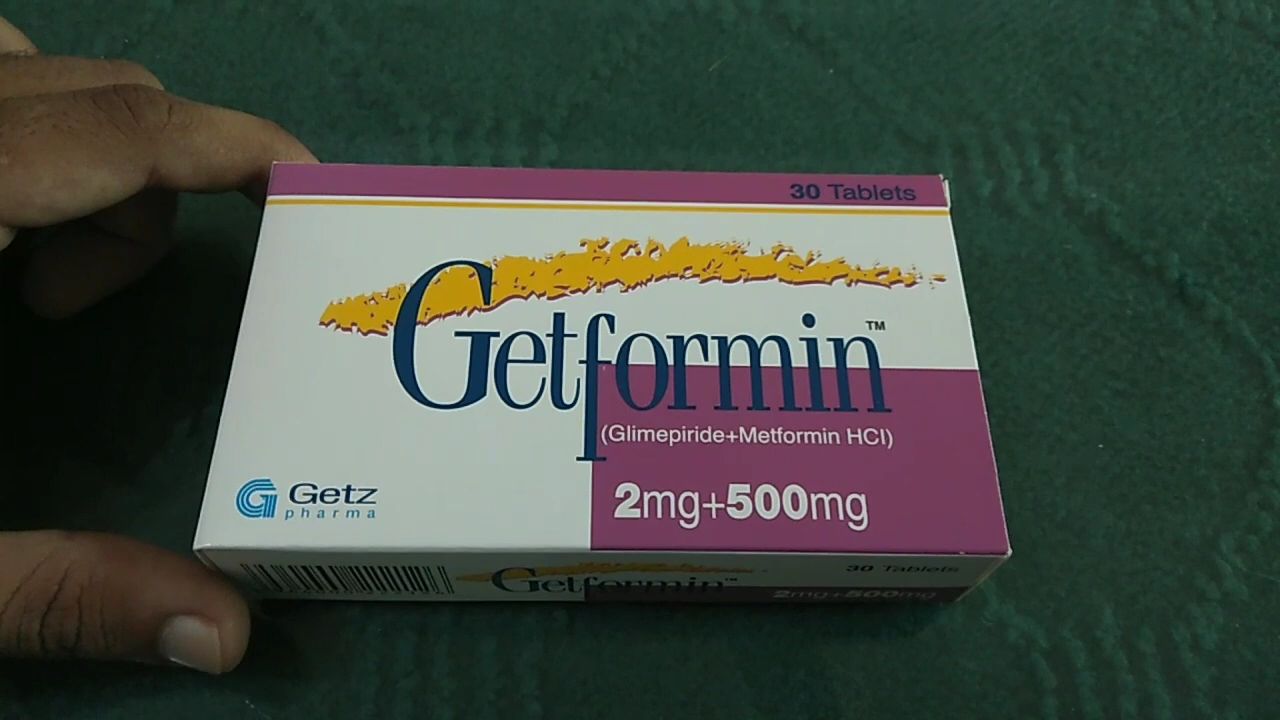 30 Tablets
Getformin™
(Glimepiride+Metformin HCl)
2mg+500mg
Getz
pharma
Getformin™
30 Tablets
2mg+500mg